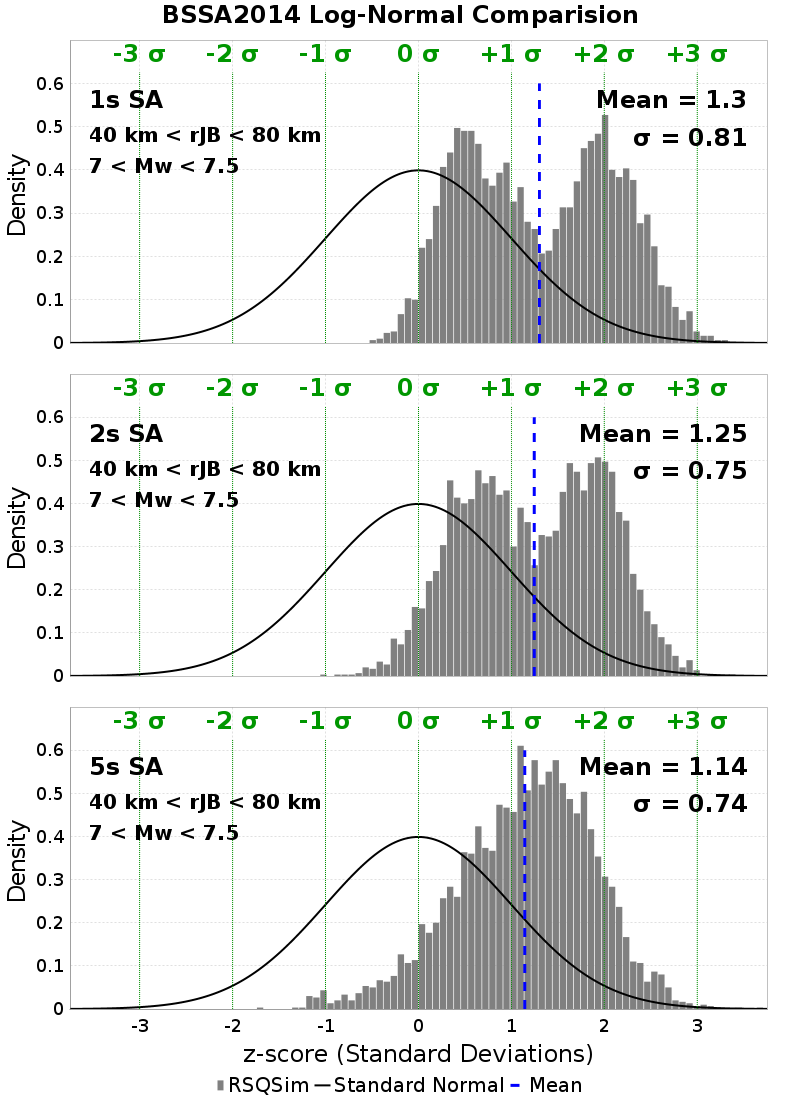 BSSA2014 Log-Normal Comparision
-3 σ -2 σ -1 σ 0 σ +1 σ +2 σ +3 σ
1s SA
40 km < rJB < 80 km
7 < Mw < 7.5
Mean = 1.3
σ = 0.81
Density
0.6
0.5
0.4
0.3
0.2
0.1
0
-3 σ -2 σ -1 σ 0 σ +1 σ +2 σ +3 σ
2s SA
40 km < rJB < 80 km
7 < Mw < 7.5
Mean = 1.25
σ = 0.75
Density
0.6
0.5
0.4
0.3
0.2
0.1
0
-3 σ -2 σ -1 σ 0 σ +1 σ +2 σ +3 σ
5s SA
40 km < rJB < 80 km
7 < Mw < 7.5
Mean = 1.14
σ = 0.74
Density
0.6
0.5
0.4
0.3
0.2
0.1
0
-3 -2 -1 0 1 2 3
z-score (Standard Deviations)
RSQSim Standard Normal Mean